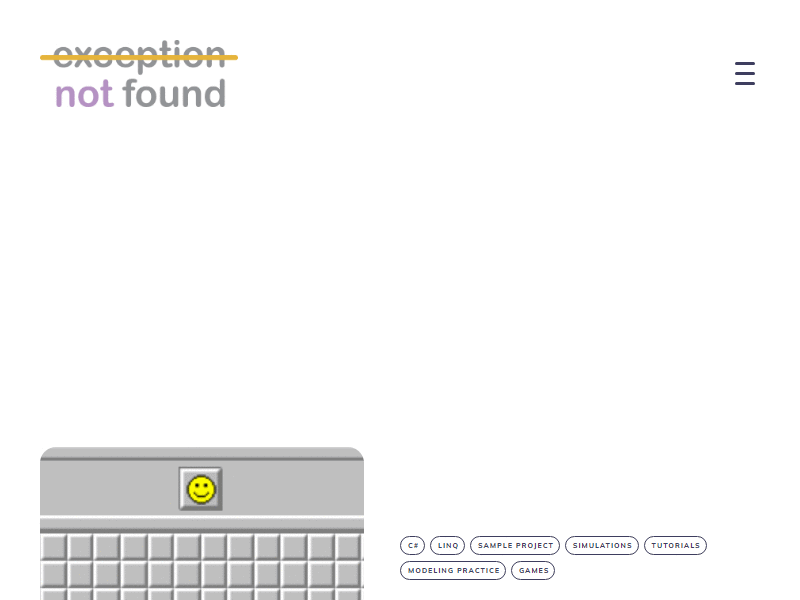 exception
not found
C# LINQ SAMPLE PROJECT SIMULATIONS TUTORIALS
MODELING PRACTICE GAMES